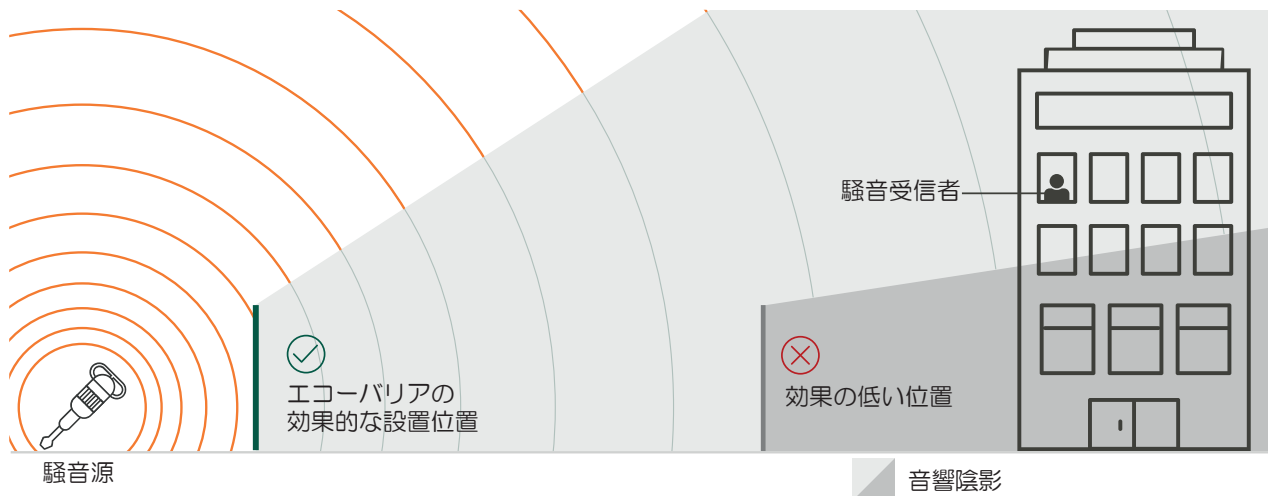 騒音受信者
エコーバリアの
効果的な設置位置
効果の低い位置
騒音源
音響陰影